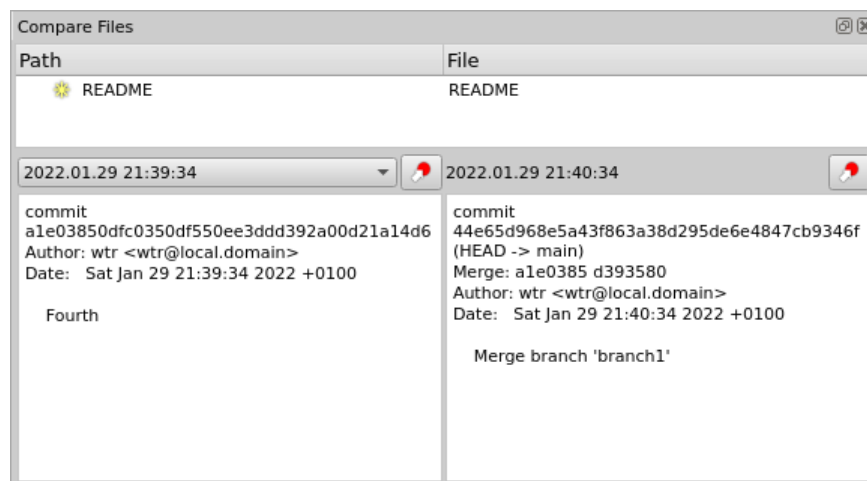 Compare Files
Path File
README README
2022.01.29 21:39:34 2022.01.29 21:40:34
commit
a1e03850dfc0350df550ee3ddd392a00d21a14d6
Author: wtr <wtr@local.domain>
Date: Sat Jan 29 21:39:34 2022 +0100
Fourth
commit
44e65d968e5a43f863a38d295de6e4847cb9346f
(HEAD -> main)
Merge: a1e0385 d393580
Author: wtr <wtr@local.domain>
Date: Sat Jan 29 21:40:34 2022 +0100
Merge branch 'branch1'